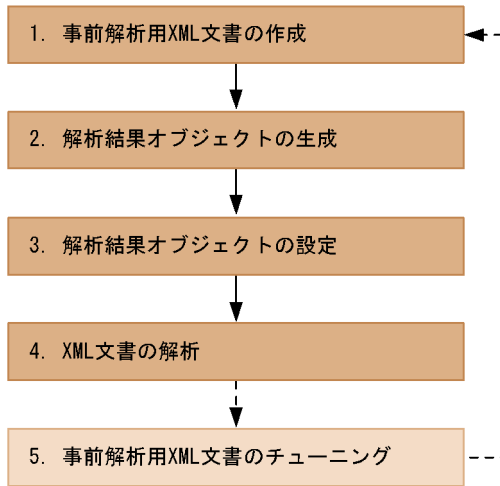 1. 事前解析用XML文書の作成
2. 解析結果オブジェクトの生成
3. 解析結果オブジェクトの設定
4. XML文書の解析
5. 事前解析用XML文書のチューニング